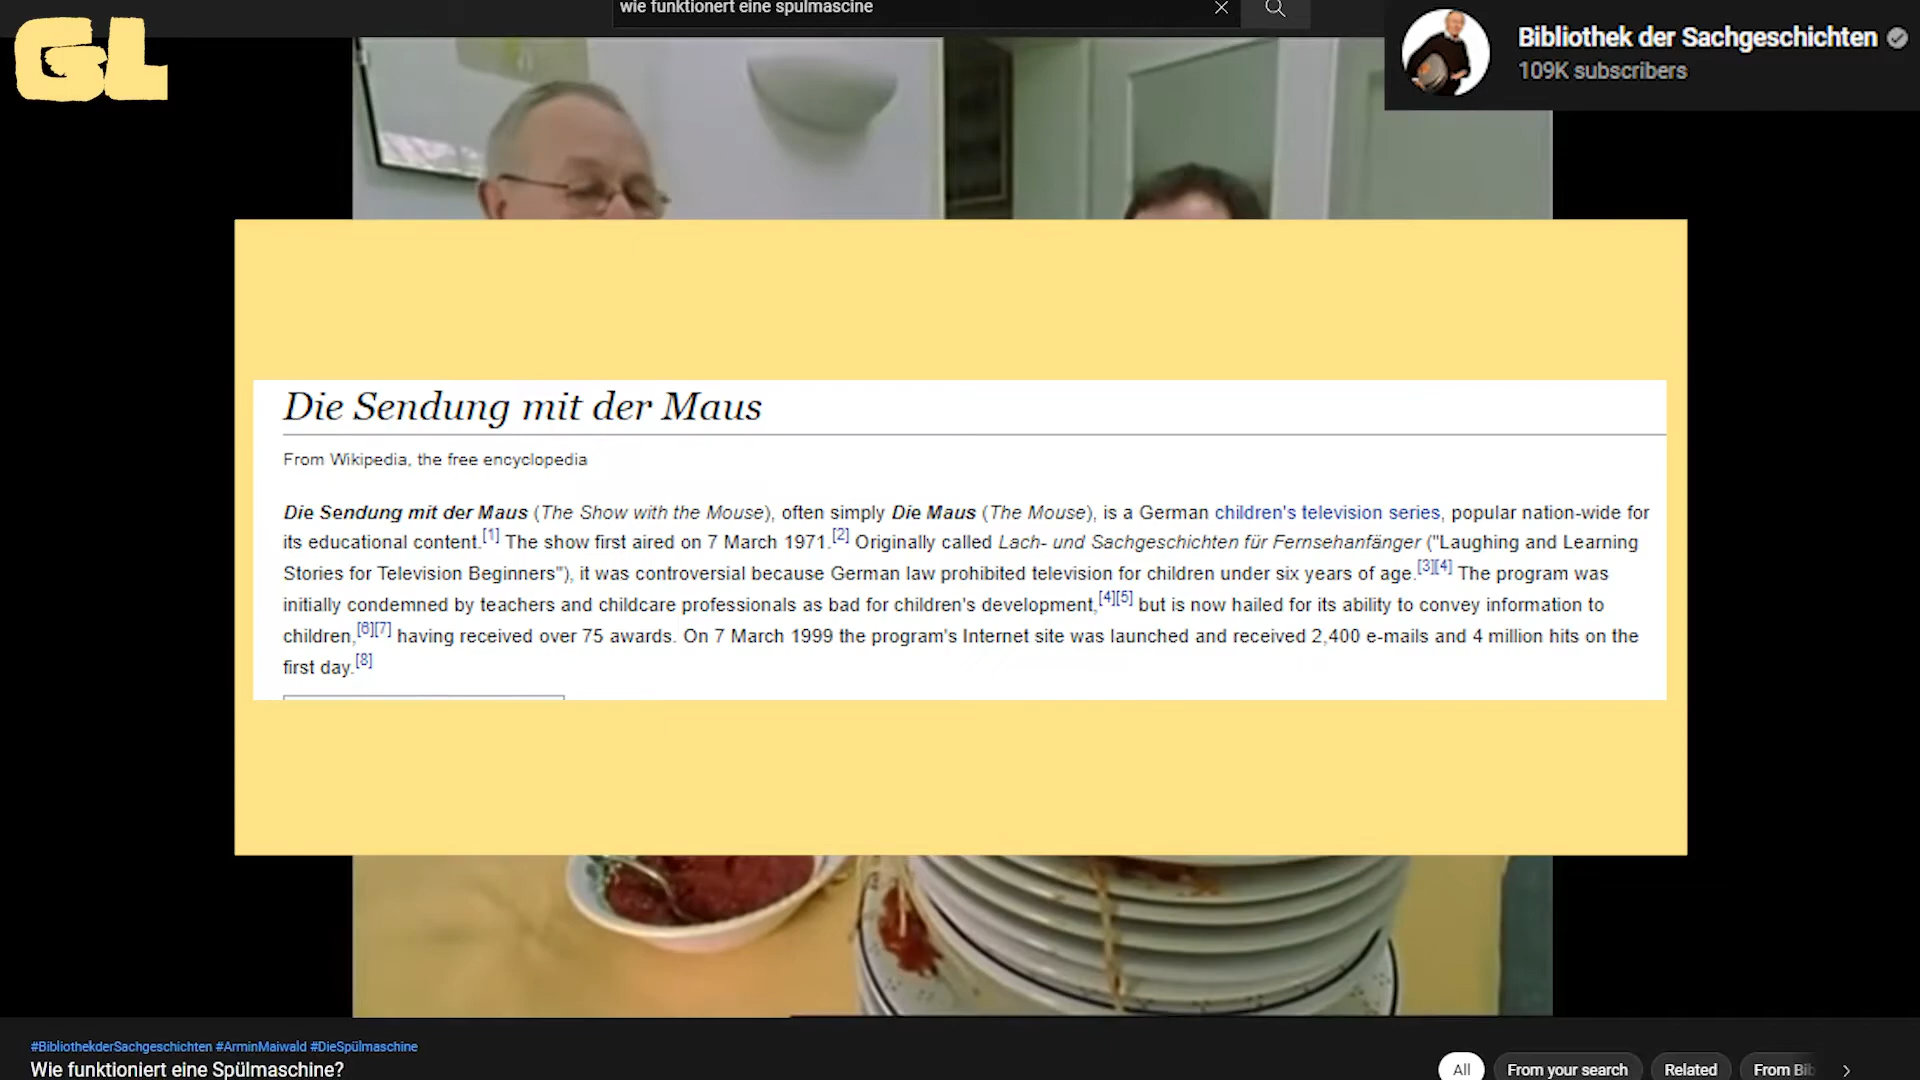 wie funktionert eine spulmascine
GL
Bibliothek der Sachgeschichten
109K subscribers
Die Sendung mit der Maus
From Wikipedia, the free encyclopedia
Die Sendung mit der Maus (The Show with the Mouse), often simply Die Maus (The Mouse), is a German children's television series, popular nation-wide for
its educational content.[1] The show first aired on 7 March 1971.[2] Originally called Lach- und Sachgeschichten für Fernsehanfänger ("Laughing and Learning
Stories for Television Beginners"), it was controversial because German law prohibited television for children under six years of age.[3][4] The program was
initially condemned by teachers and childcare professionals as bad for children's development,[4][5] but is now hailed for its ability to convey information to
children,[6][7] having received over 75 awards. On 7 March 1999 the program's Internet site was launched and received 2,400 e-mails and 4 million hits on the
first day.[8]
#BibliothekderSachgeschichten #ArminMaiwald #DieSpülmaschine
Wie funktioniert eine Spülmaschine?
All From your search Related From Bib